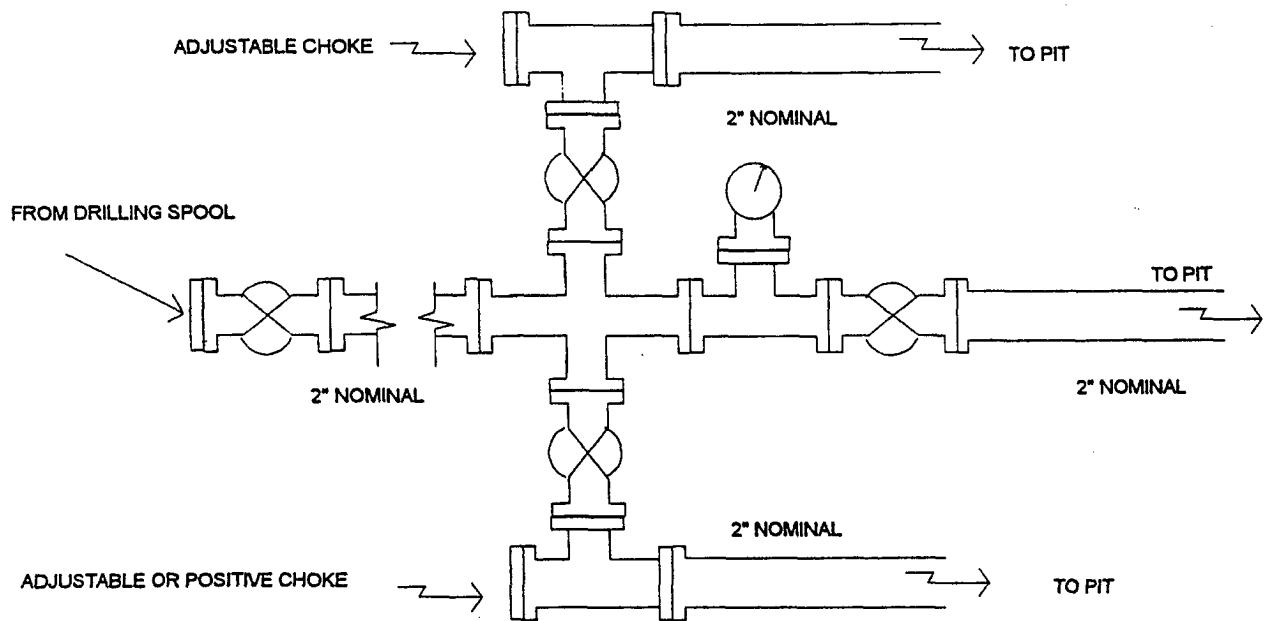 ADJUSTABLE CHOKE
TO PIT
2" NOMINAL
FROM DRILLING SPOOL
TO PIT
2" NOMINAL
2" NOMINAL
2" NOMINAL
ADJUSTABLE OR POSITIVE CHOKE
TO PIT